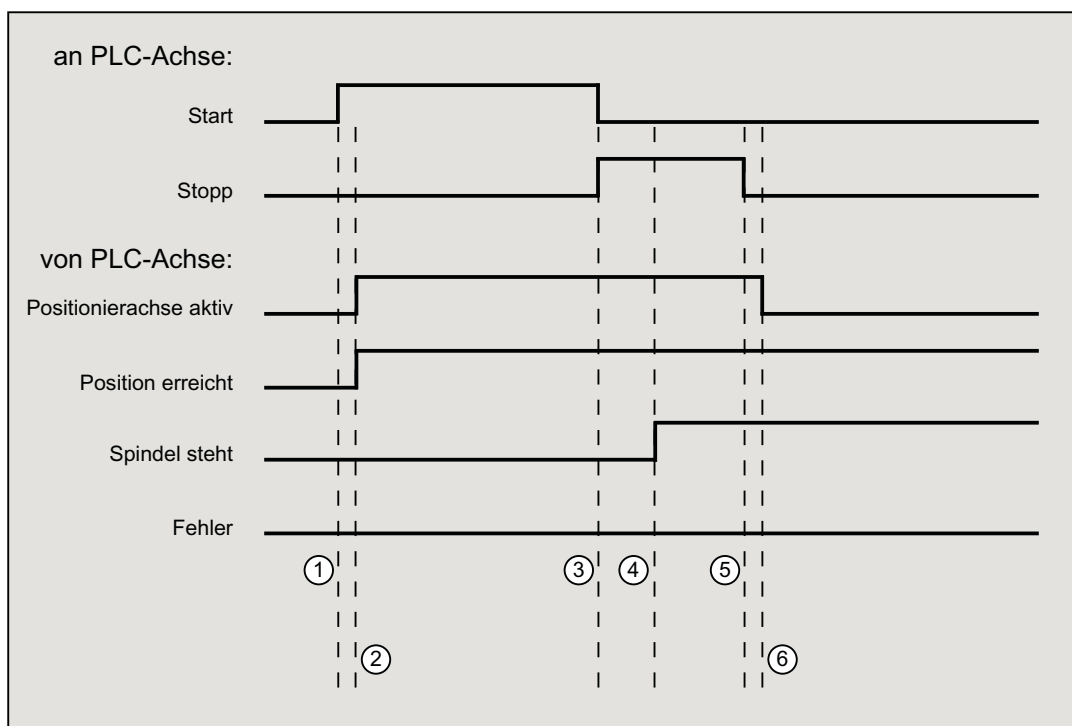 an PLC-Achse:
Start
Stopp
von PLC-Achse:
Positionierachse aktiv
Position erreicht
Spindel steht
Fehler
1 3 4 5
2 6